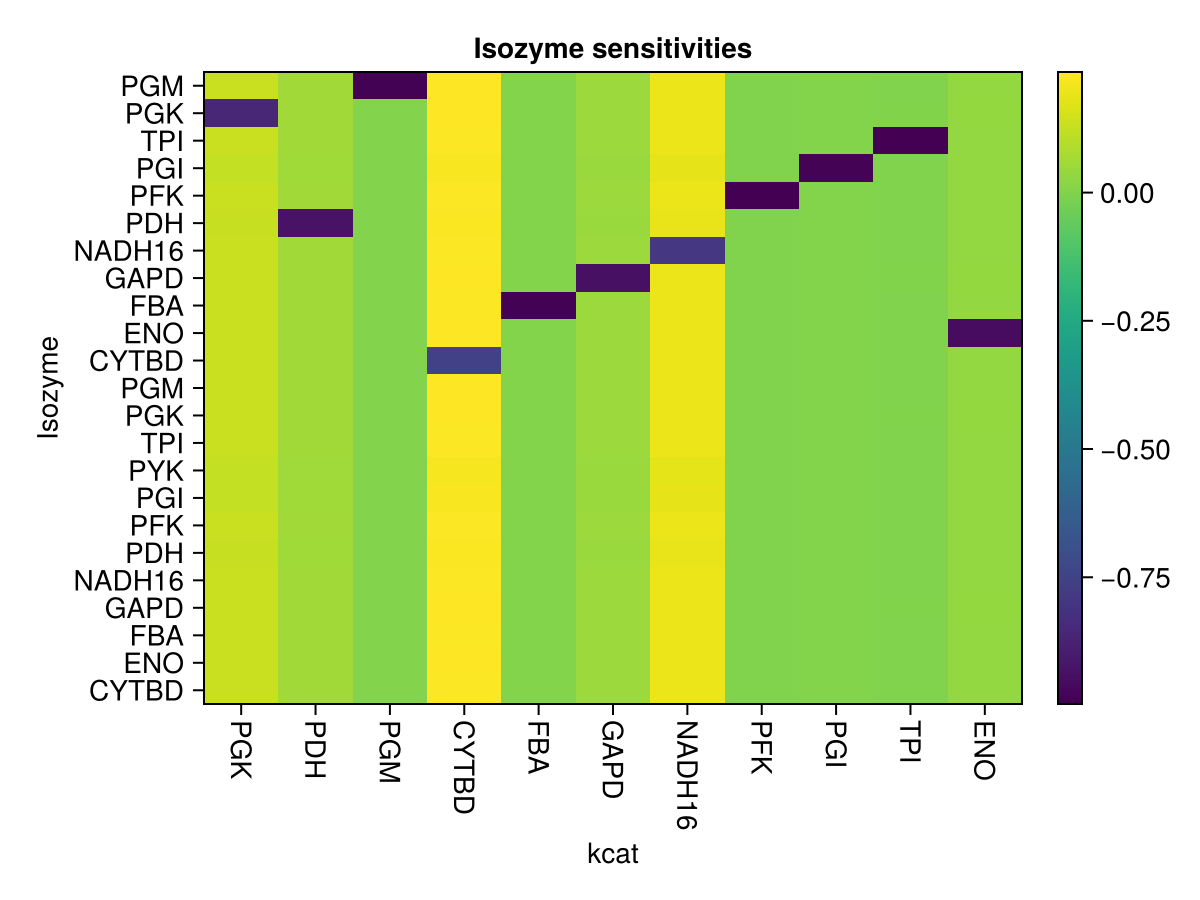 Isozyme sensitivities
PGM
PGK
TPI
PGI
PFK
PDH
NADH16
GAPD
FBA
ENO
CYTBD
PGM
PGK
TPI
PYK
PGI
PFK
PDH
NADH16
GAPD
FBA
ENO
CYTBD
Isozyme
PGK
PDH
PGM
CYTBD
FBA
GAPD
NADH16
PFK
PGI
TPI
ENO
kcat
0.00
−0.25
−0.50
−0.75